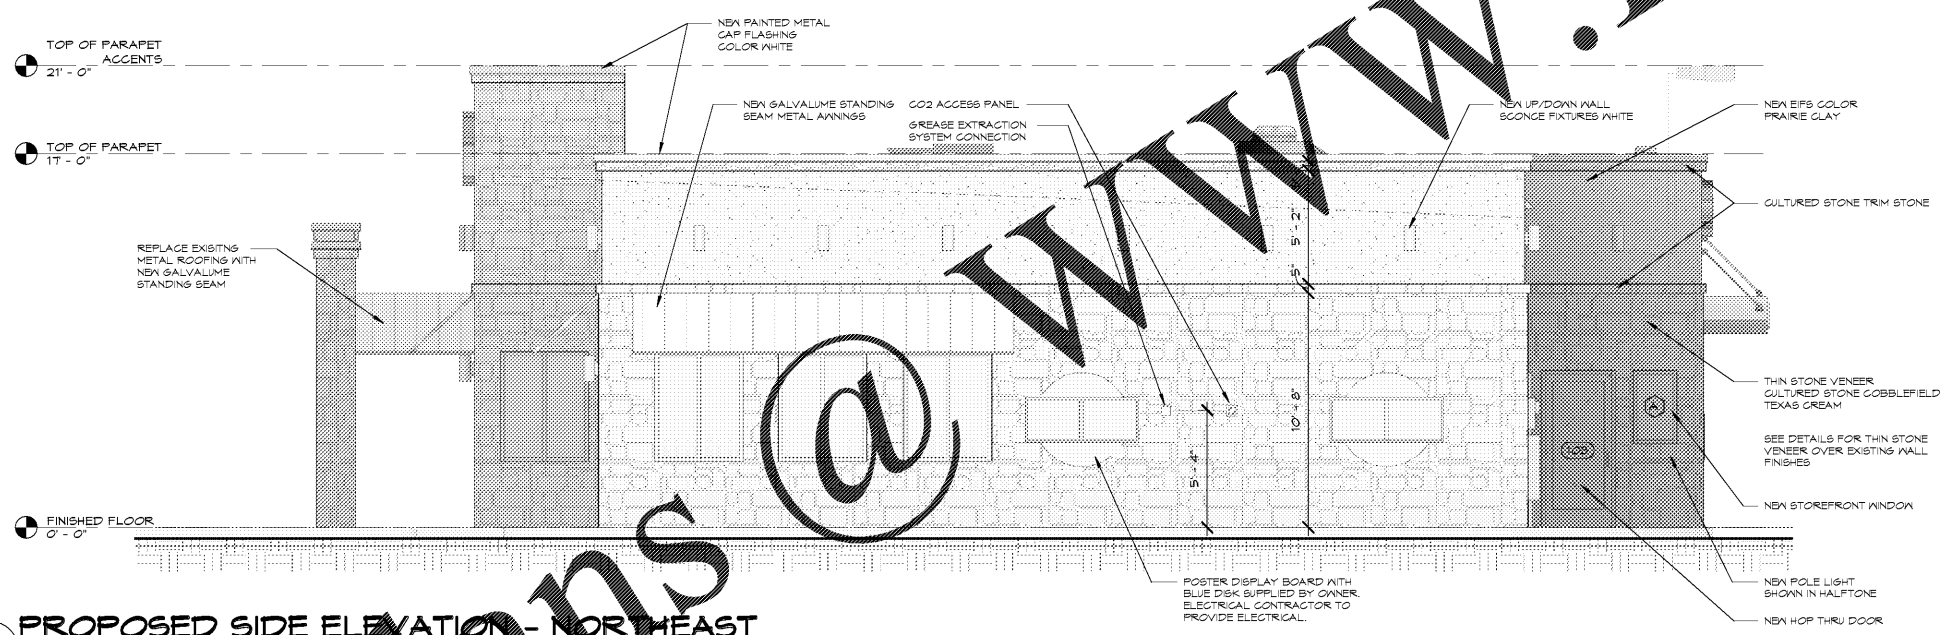 NEW PAINTED METAL
CAP FLASHING
COLOR WHITE
TOP OF PARAPET
ACCENTS
21' - 0"
NEW GALVALUME STANDING
SEAM METAL AWNINGS
CO2 ACCESS PANEL
GREASE EXTRACTION
SYSTEM CONNECTION
NEW UP/DOWN WALL
SCONCE FIXTURES WHITE
NEW EIFS COLOR
PRAIRIE CLAY
TOP OF PARAPET
17' - 0"
CULTURED STONE TRIM STONE
REPLACE EXISITNG
METAL ROOFING WITH
NEW GALVALUME
STANDING SEAM
5' - 2"
5"
10' - 8"
5' - 4"
THIN STONE VENEER
CULTURED STONE COBBLEFIELD
TEXAS CREAM
SEE DETAILS FOR THIN STONE
VENEER OVER EXISTING WALL
FINISHES
A
103
NEW STOREFRONT WINDOW
FINISHED FLOOR
0' - 0"
POSTER DISPLAY BOARD WITH
BLUE DISK SUPPLIED BY OWNER.
ELECTRICAL CONTRACTOR TO
PROVIDE ELECTRICAL.
NEW POLE LIGHT
SHOWN IN HALFTONE
NEW HOP THRU DOOR
PROPOSED SIDE ELEVATION - NORTHEAST
ons @ www.